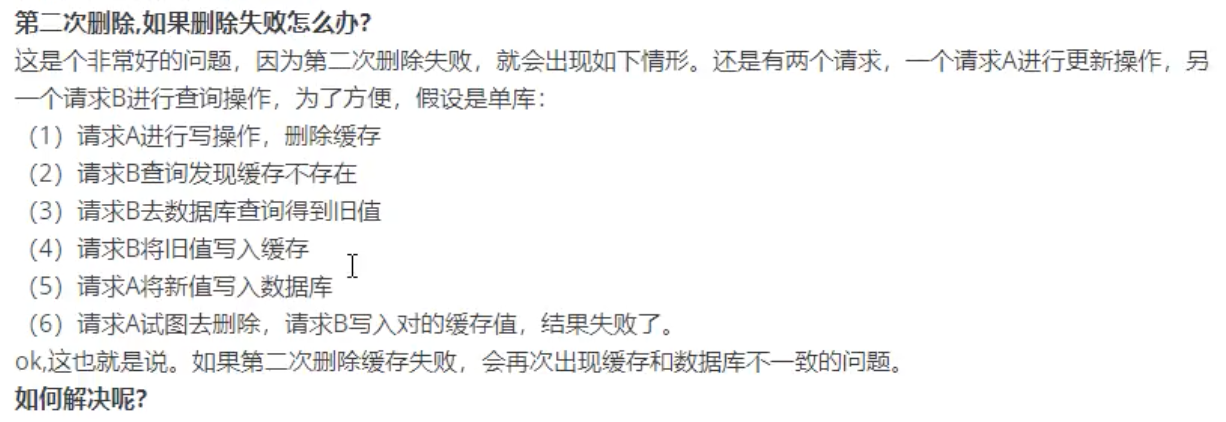 第二次删除,如果删除失败怎么办?
这是个非常好的问题，因为第二次删除失败，就会出现如下情形。还是有两个请求，一个请求A进行更新操作，另
一个请求B进行查询操作，为了方便，假设是单库：
（1）请求A进行写操作，删除缓存
（2）请求B查询发现缓存不存在
（3）请求B去数据库查询得到旧值
（4）请求B将旧值写入缓存
（5）请求A将新值写入数据库
（6）请求A试图去删除，请求B写入对的缓存值，结果失败了。
ok,这也就是说。如果第二次删除缓存失败，会再次出现缓存和数据库不一致的问题。
如何解决呢?